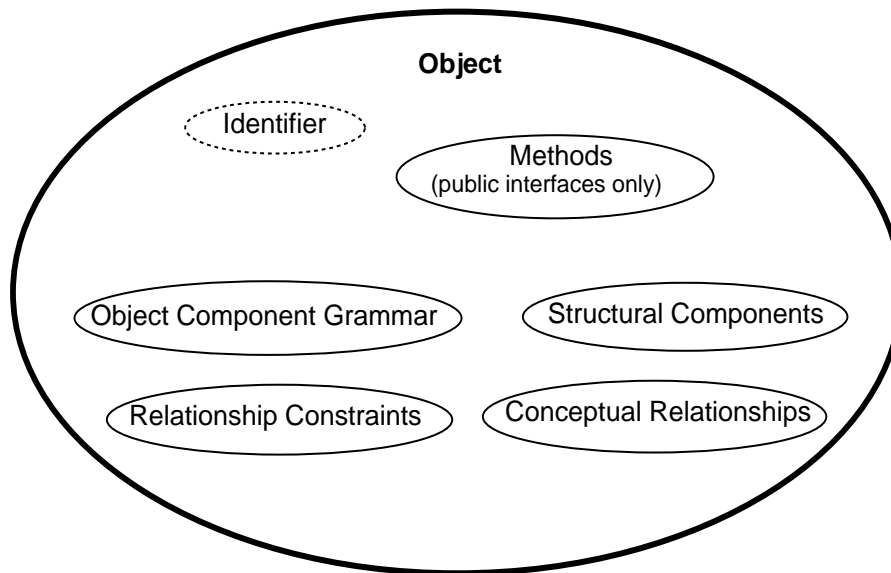 Object
Identifier
Methods
(public interfaces only)
Object Component Grammar
Structural Components
Relationship Constraints
Conceptual Relationships